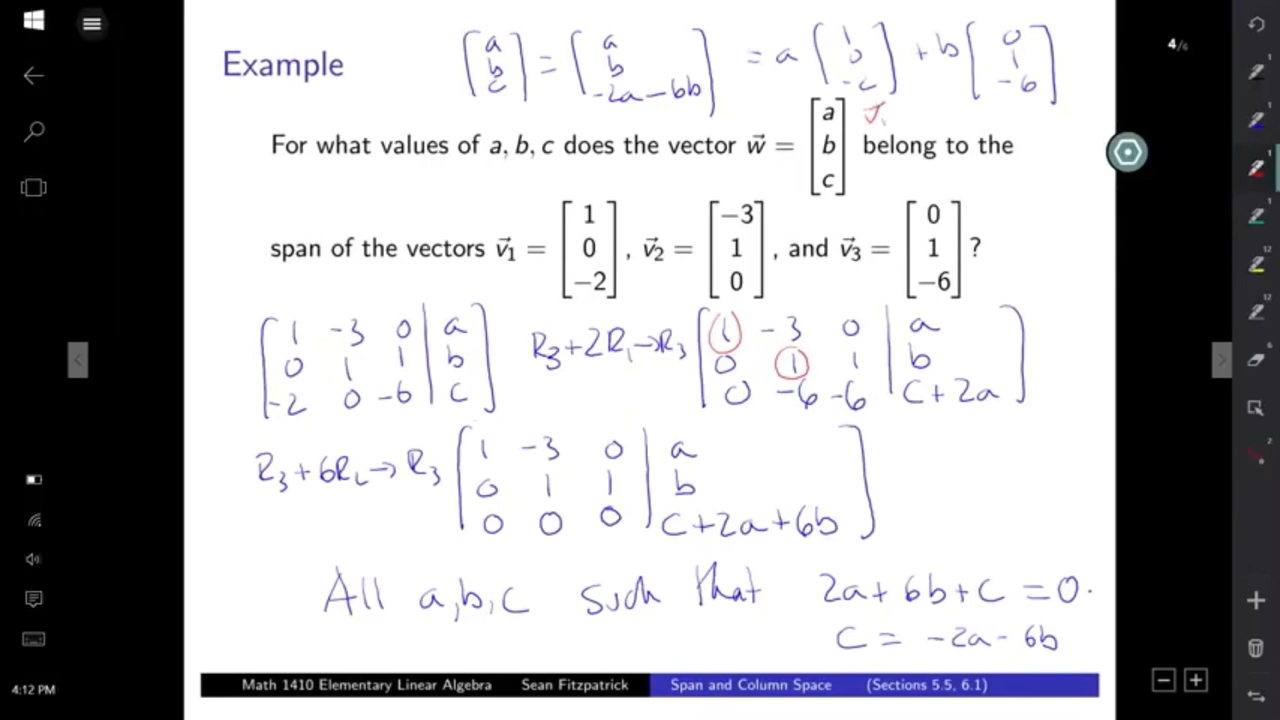 4/6
Example
[a b c] = [a b -2a-6b] = a [1 0 -c] + b [0 1 -6]
For what values of a, b, c does the vector w⃗ = [a b c] belong to the
span of the vectors v⃗1 = [1 0 −2], v⃗2 = [−3 1 0], and v⃗3 = [0 1 −6]?
[1 -3 0 | a
0 1 1 | b
-2 0 -6 | c]
R3+2R1→R3 [1 -3 0 | a
0 1 1 | b
0 -6 -6 | c+2a]
R3+6R2→R3 [1 -3 0 | a
0 1 1 | b
0 0 0 | c+2a+6b]
All a,b,c such that 2a+6b+c=0.
c = -2a-6b
Math 1410 Elementary Linear Algebra Sean Fitzpatrick Span and Column Space (Sections 5.5, 6.1)
4:12 PM